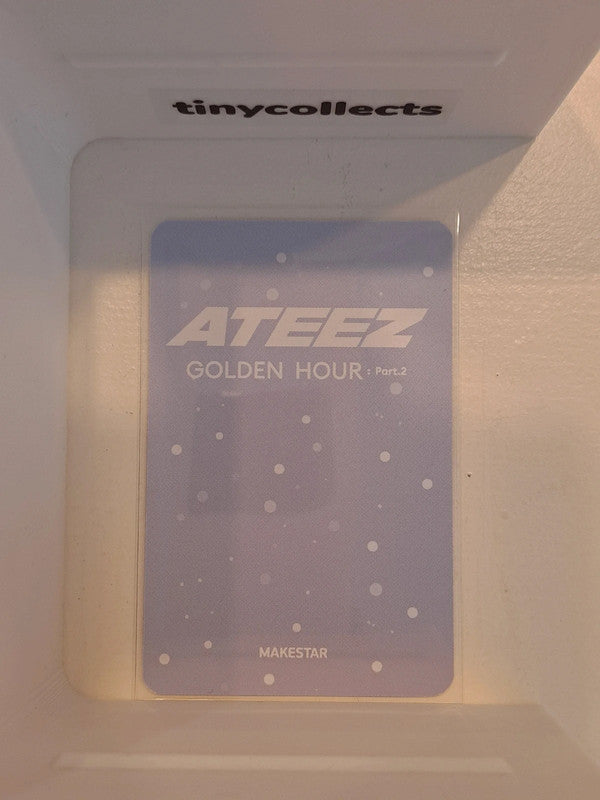 tinycollects
ATEEZ
GOLDEN HOUR : Part.2
MAKESTAR